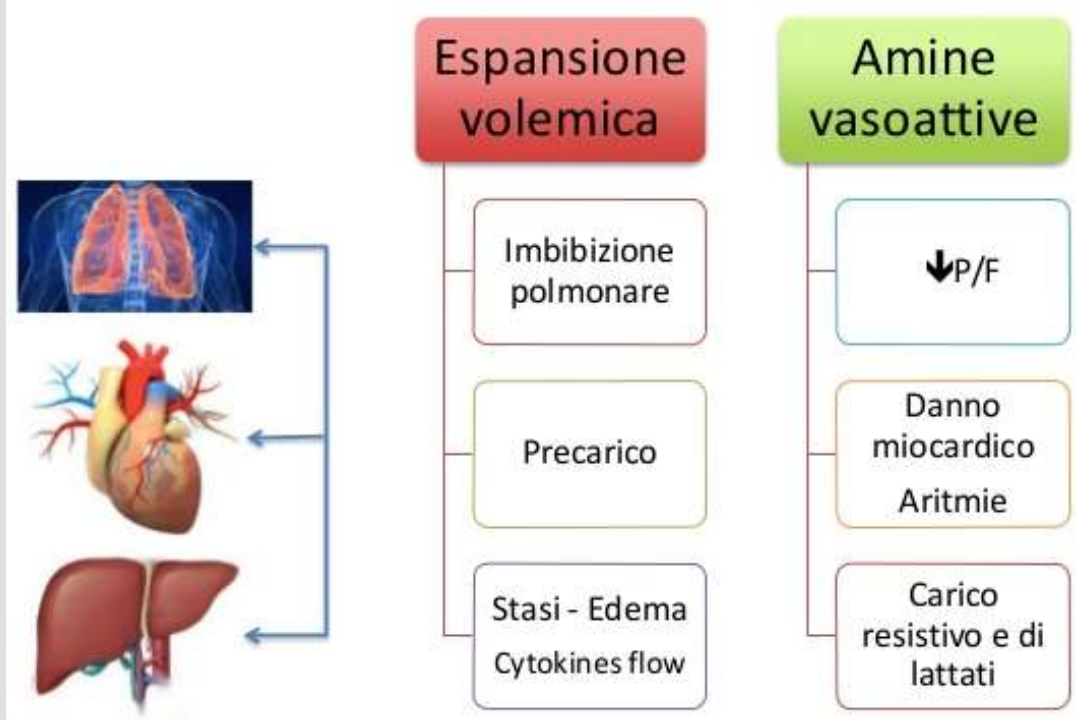 Espansione
volemica
Imbibizione
polmonare
Precarico
Stasi - Edema
Cytokines flow
Amine
vasoattive
🡇P/F
Danno
miocardico
Aritmie
Carico
resistivo e di
lattati